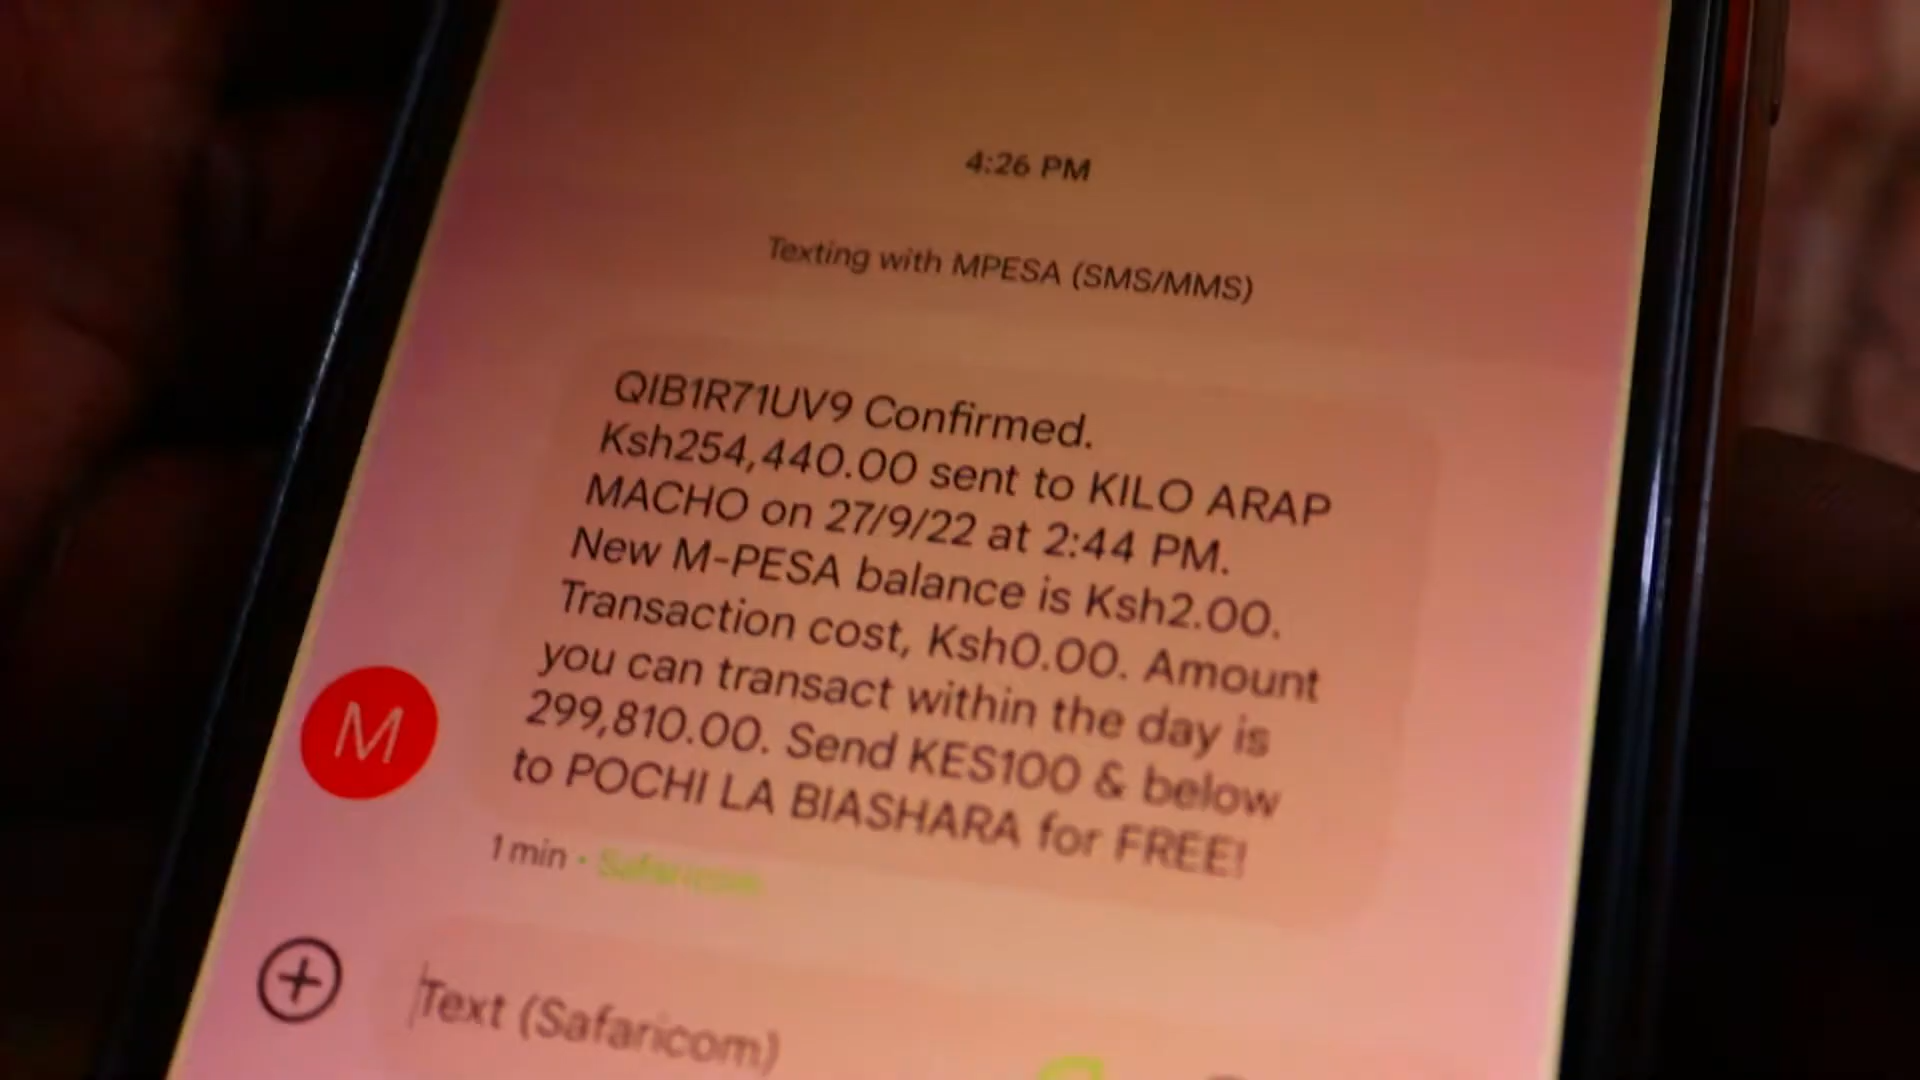 4:26 PM
Texting with MPESA (SMS/MMS)
QIB1R71UV9 Confirmed.
Ksh254,440.00 sent to KILO ARAP
MACHO on 27/9/22 at 2:44 PM.
New M-PESA balance is Ksh2.00.
Transaction cost, Ksh0.00. Amount
you can transact within the day is
299,810.00. Send KES100 & below
to POCHI LA BIASHARA for FREE!
M
1 min • Safaricom
Text (Safaricom)